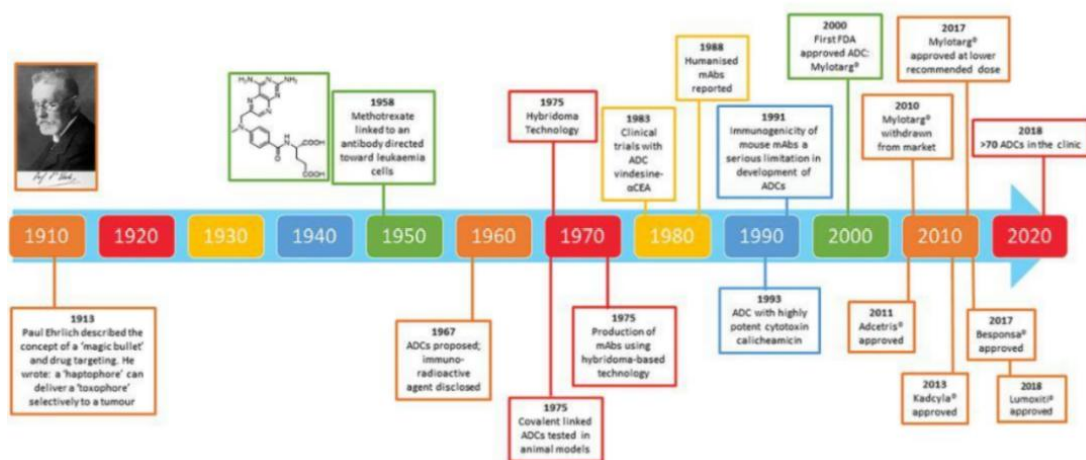 1958
Methotrexate
linked to an
antibody directed
toward leukaemia
cells
NH₂
NH₂
N
N
N
N
N
H
N
O
COOH
COOH
1975
Hybridoma
Technology
1983
Clinical
trials with
ADC
vindesine-
αCEA
1988
Humanised
mAbs
reported
1991
Immunogenicity of
mouse mAbs a
serious limitation in
development of
ADCs
2000
First FDA
approved ADC:
Mylotarg®
2010
Mylotarg®
withdrawn
from market
2017
Mylotarg®
approved at lower
recommended dose
2018
>70 ADCs in the clinic
1910
1920
1930
1940
1950
1960
1970
1980
1990
2000
2010
2020
1913
Paul Ehrlich described the
concept of a ‘magic bullet’
and drug targeting. He
wrote: a ‘haptophore’ can
deliver a ‘toxophore’
selectively to a tumour
1967
ADCs proposed;
immuno-
radioactive
agent disclosed
1975
Covalent linked
ADCs tested in
animal models
1975
Production of
mAbs using
hybridoma-based
technology
1993
ADC with highly
potent cytotoxin
calicheamicin
2011
Adcetris®
approved
2013
Kadcyla®
approved
2017
Besponsa®
approved
2018
Lumoxiti®
approved